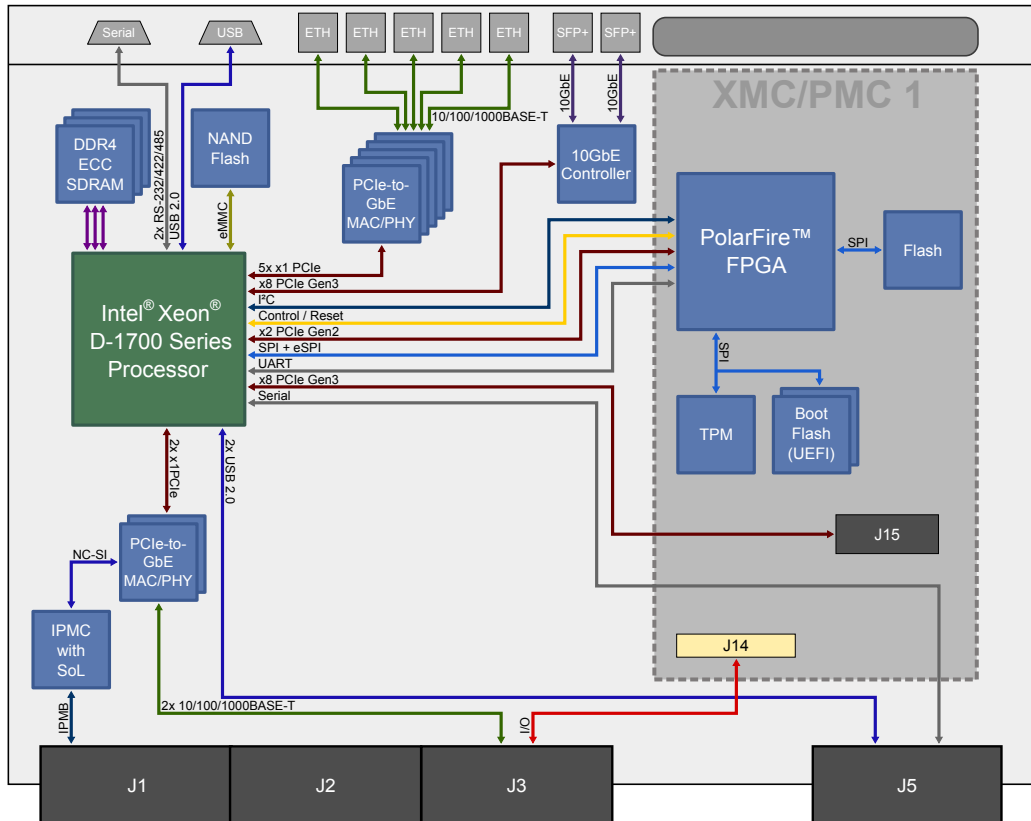 Serial
USB
ETH
ETH
ETH
ETH
ETH
SFP+
SFP+
10GbE
10GbE
XMC/PMC 1
10/100/1000BASE-T
DDR4
ECC
SDRAM
2x RS-232/422/485
USB 2.0
NAND
Flash
eMMC
PCIe-to-
GbE
MAC/PHY
10GbE
Controller
PolarFire™
FPGA
SPI
Flash
Intel® Xeon®
D-1700 Series
Processor
5x x1 PCIe
x8 PCIe Gen3
I²C
Control / Reset
x2 PCIe Gen2
SPI + eSPI
UART
x8 PCIe Gen3
Serial
SPI
TPM
Boot
Flash
(UEFI)
2x x1PCIe
2x USB 2.0
J15
NC-SI
PCIe-to-
GbE
MAC/PHY
IPMC
with
SoL
J14
IPMB
2x 10/100/1000BASE-T
I/O
J1
J2
J3
J5